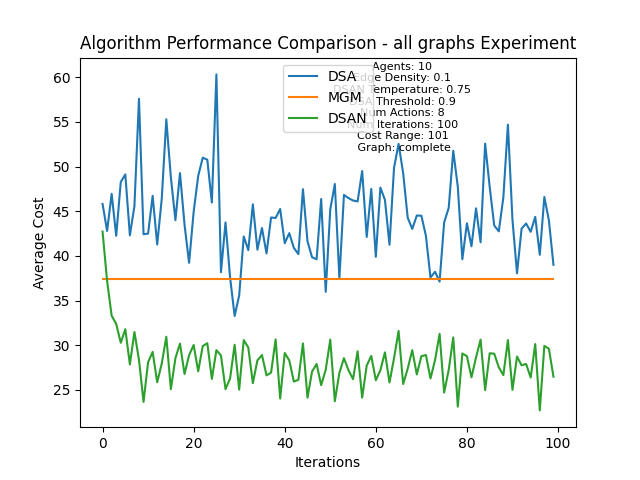 Algorithm Performance Comparison - all graphs Experiment
Average Cost
60
55
50
45
40
35
30
25
DSA
MGM
DSAN
Agents: 10
Edge Density: 0.1
DSAN Temperature: 0.75
DSA Threshold: 0.9
Num Actions: 8
Num Iterations: 100
Cost Range: 101
Graph: complete
0
20
40
60
80
100
Iterations